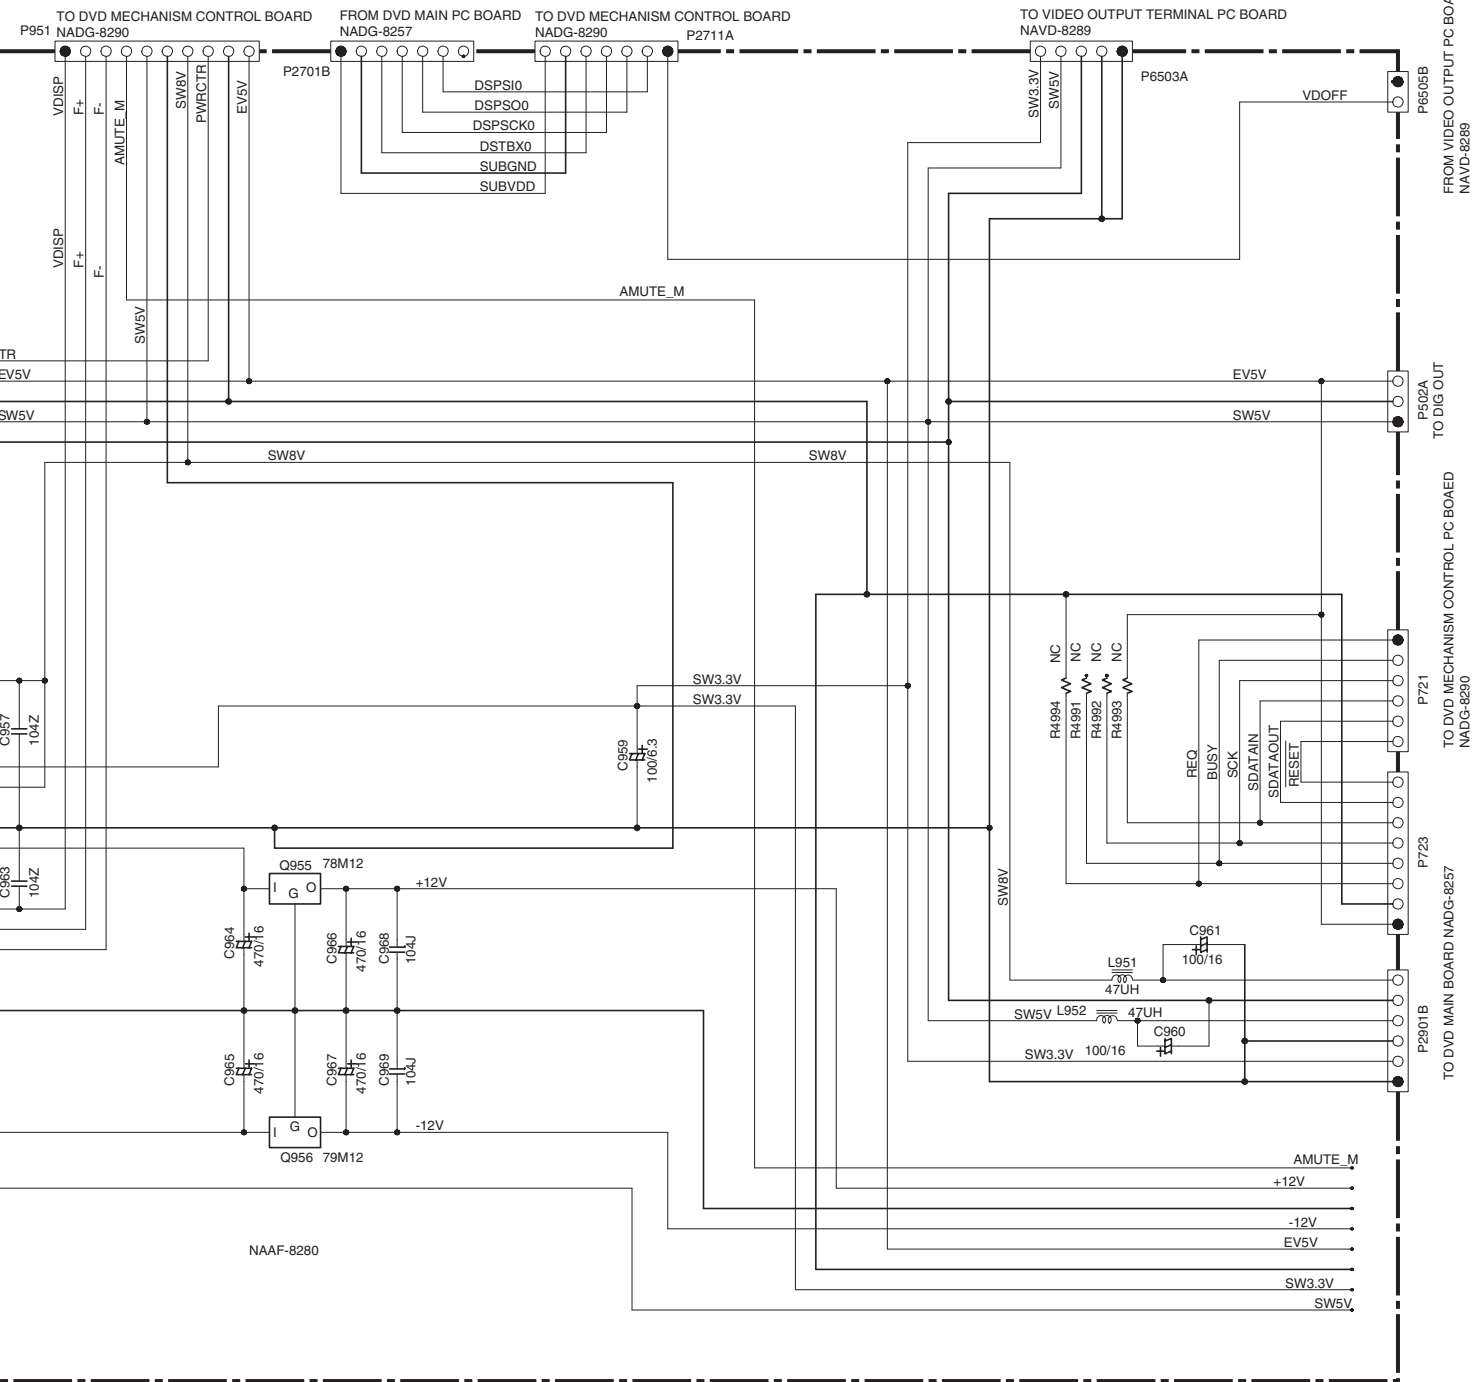 TO DVD MECHANISM CONTROL BOARD
P951 NADG-8290
FROM DVD MAIN PC BOARD
NADG-8257
P2701B
TO DVD MECHANISM CONTROL BOARD
NADG-8290
P2711A
TO VIDEO OUTPUT TERMINAL PC BOARD
NAVD-8289
P6503A
P6505B
FROM VIDEO OUTPUT PC BOA
NAVD-8289
VDISP
F+
F-
AMUTE_M
SW8V
PWRCTR
EV5V
DSPSI0
DSPSO0
DSPSCK0
DSTBX0
SUBGND
SUBVDD
SW3.3V
SW5V
VDOFF
VDISP
F+
F-
SW5V
AMUTE_M
TR
EV5V
EV5V
SW5V
SW5V
P502A
TO DIG OUT
SW8V
SW8V
C957
104Z
C963
104Z
SW3.3V
SW3.3V
C959
100/6.3
NC
NC
NC
NC
R4994
R4991
R4992
R4993
REQ
BUSY
SCK
SDATAIN
SDATAOUT
RESET
P721
TO DVD MECHANISM CONTROL PC BOAED
NADG-8290
P723
TO DVD MAIN BOARD NADG-8257
Q955 78M12
I G O
+12V
C964
470/16
C966
470/16
C968
104J
C965
470/16
C967
470/16
C969
104J
I G O
-12V
Q956 79M12
SW8V
C961
100/16
L951
47UH
SW5V L952 47UH
C960
100/16
SW3.3V
P2901B
AMUTE_M
+12V
-12V
EV5V
SW3.3V
SW5V
NAAF-8280